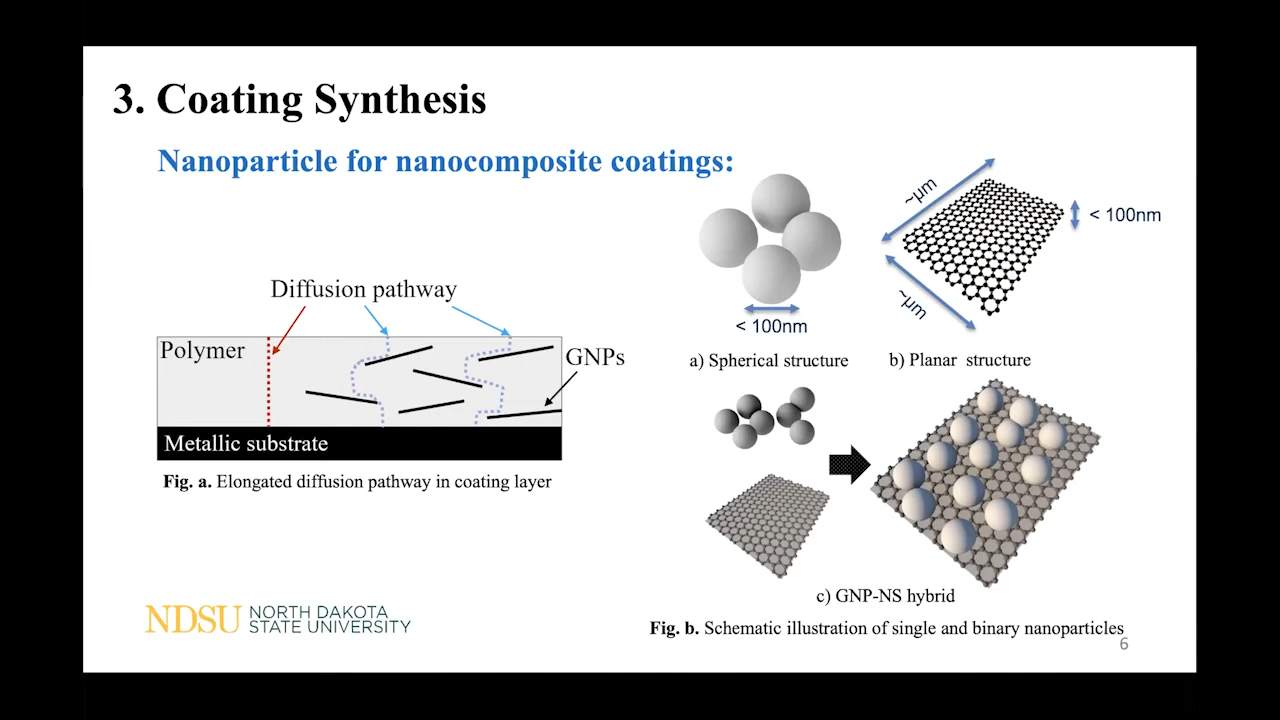 3. Coating Synthesis
Nanoparticle for nanocomposite coatings:
Diffusion pathway
Polymer
GNPs
Metallic substrate
Fig. a. Elongated diffusion pathway in coating layer
~μm
< 100nm
~μm
< 100nm
a) Spherical structure
b) Planar structure
c) GNP-NS hybrid
Fig. b. Schematic illustration of single and binary nanoparticles
NDSU
NORTH DAKOTA
STATE UNIVERSITY
6